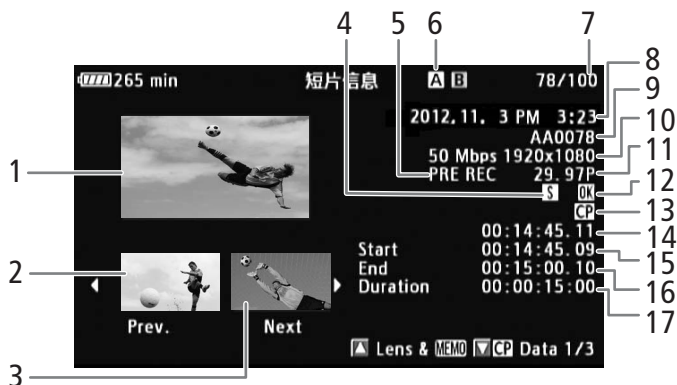 4 5 6 7
265 min 短片信息 A B 78/100
8
2012, 11. 3 PM 3:23
9
AA0078
10
50 Mbps 1920x1080
11
PRE REC 29. 97P
12
S OK
13
CP
1
00:14:45.11
14
Start 00:14:45.09
15
End 00:15:00.10
16
Duration 00:00:15:00
17
2
Prev. Next
Lens & MEMO CP Data 1/3
3